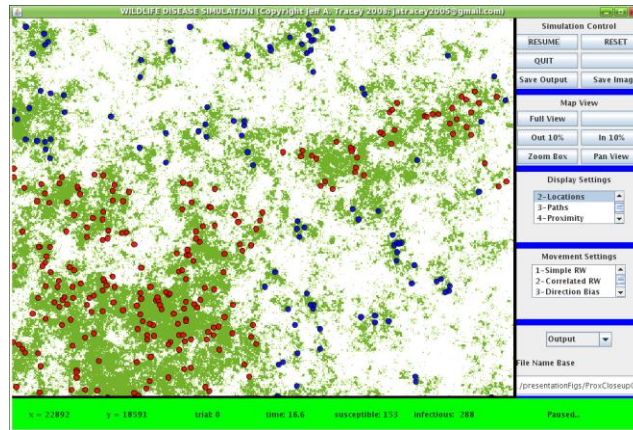 WILDLIFE DISEASE SIMULATION (Copyright Jeff A. Tracey 2008: jatracey2005@gmail.com)
Simulation Control
RESUME RESET
QUIT
Save Output Save Imag
Map View
Full View
Out 10% In 10%
Zoom Box Pan View
Display Settings
2-Locations
3-Paths
4-Proximity
Movement Settings
1-Simple RW
2-Correlated RW
3-Direction Bias
Output
File Name Base
/presentationFigs/ProxCloseup
x = 22892 y = 18591 trial: 0 time: 16.6 susceptible: 153 infectious: 288 Paused..